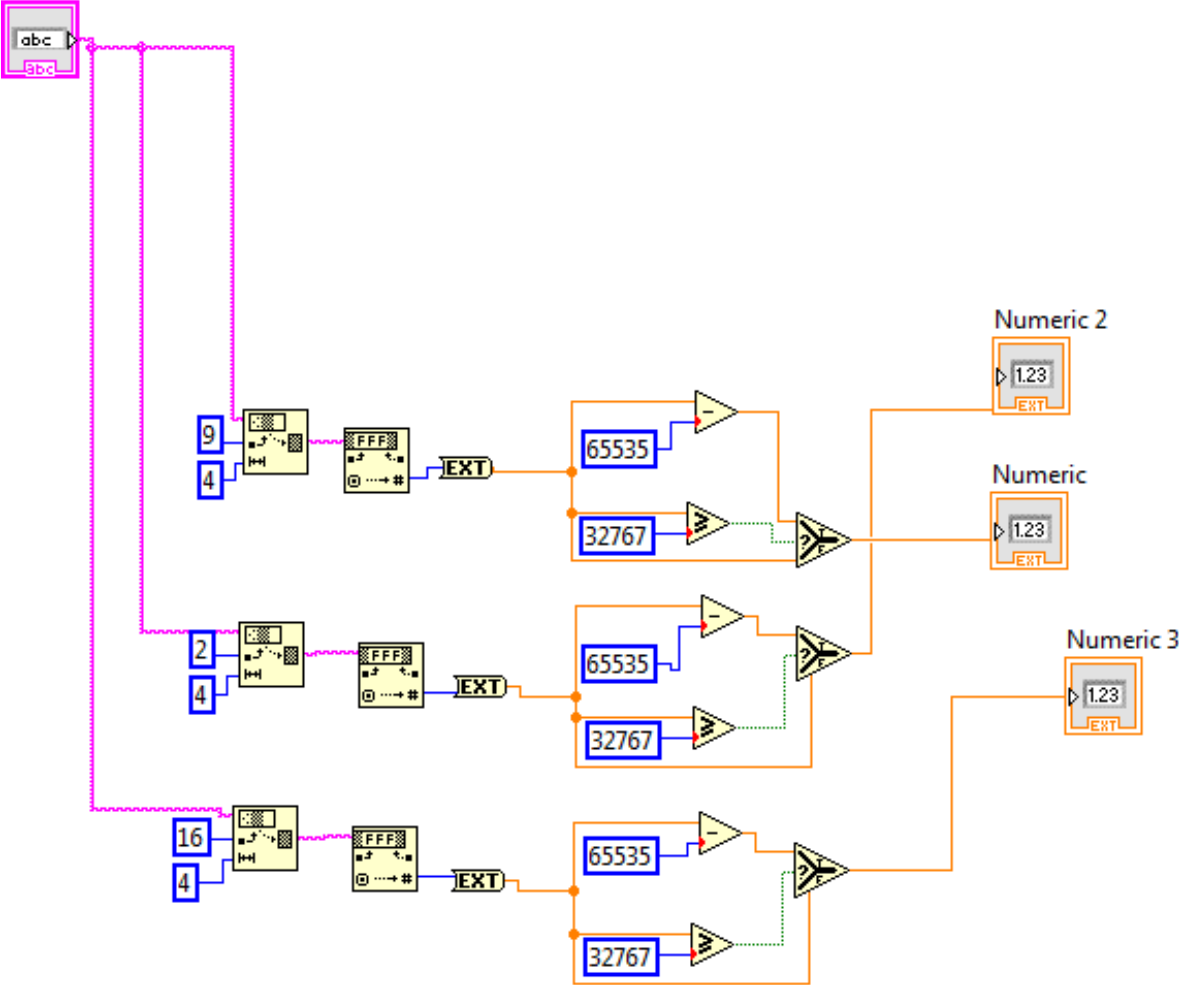 abc
abc
Numeric 2
1.23
EXT
9
4
FFF
#
EXT
65535
-
32767
≥
?
T
F
Numeric
1.23
EXT
2
4
FFF
#
EXT
65535
-
32767
≥
?
T
F
Numeric 3
1.23
EXT
16
4
FFF
#
EXT
65535
-
32767
≥
?
T
F